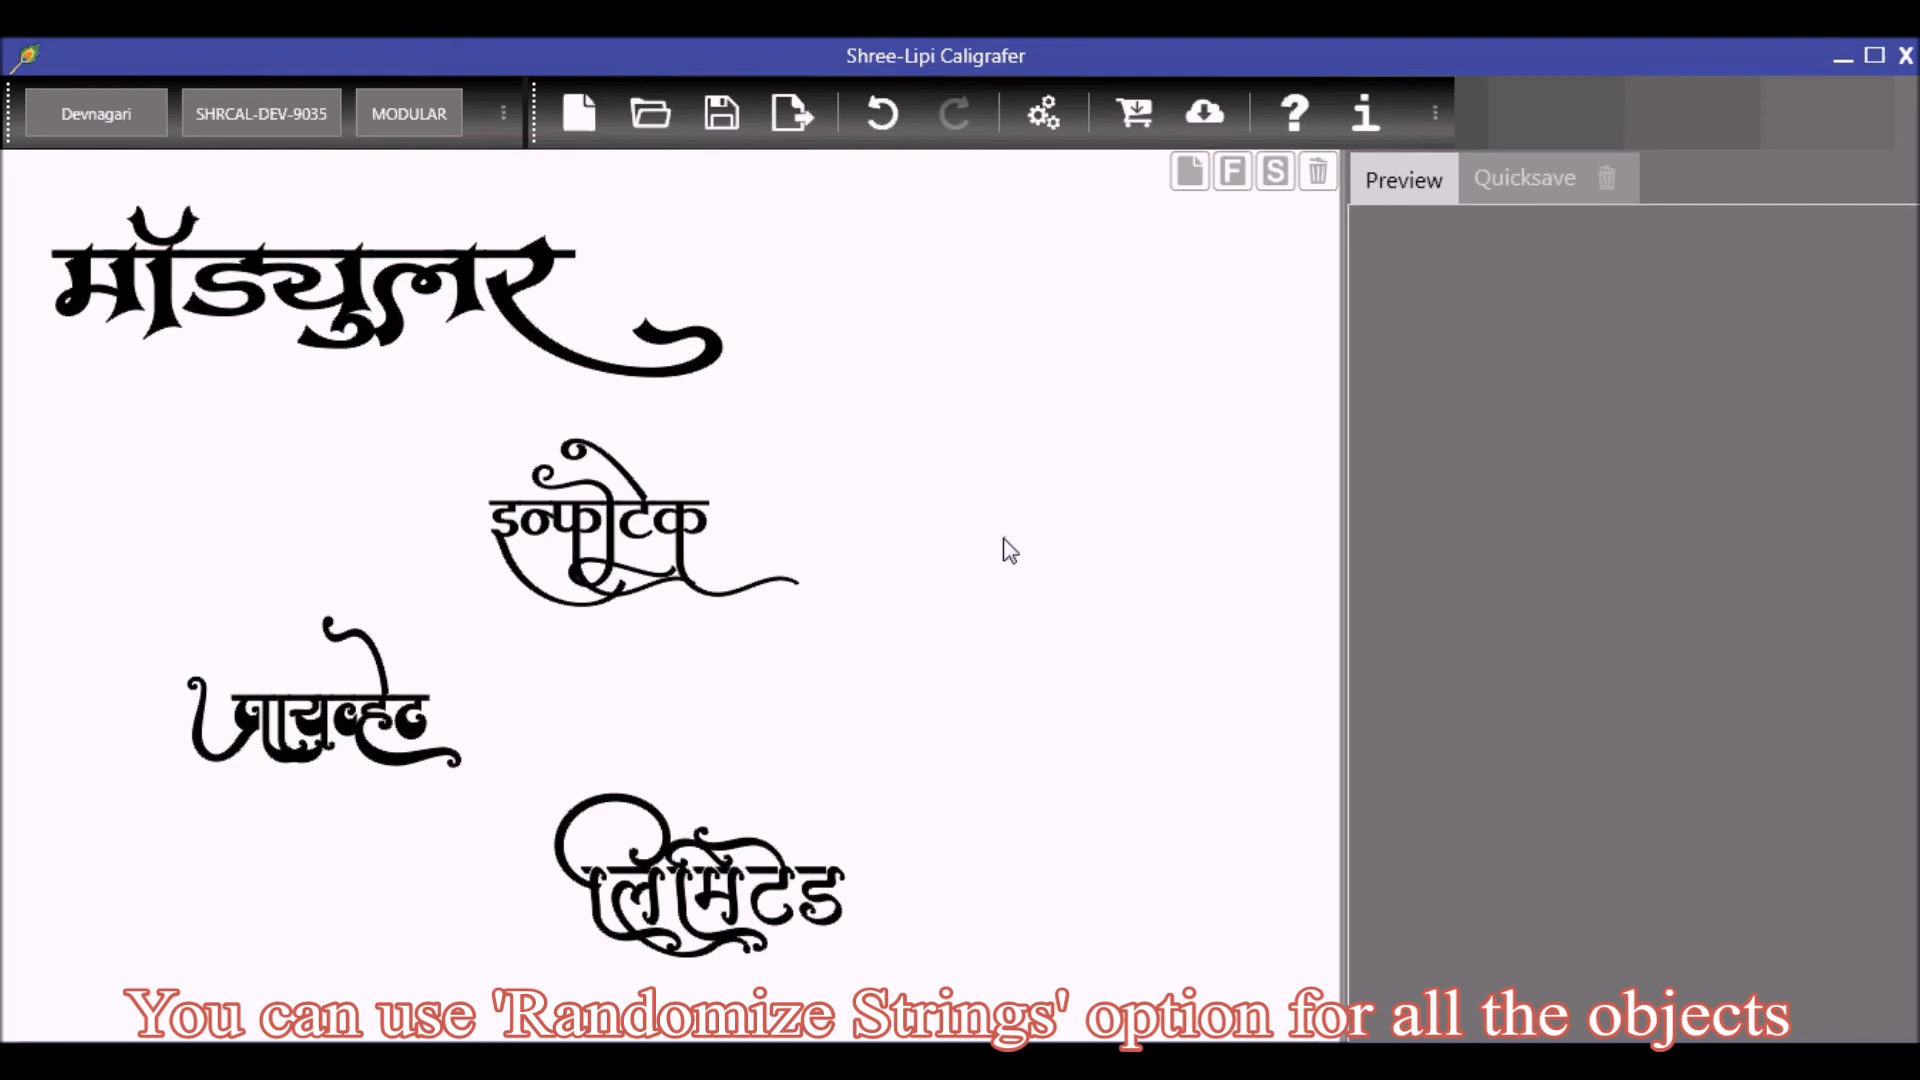 Shree-Lipi Caligrafer
Devnagari SHRCAL-DEV-9035 MODULAR
F S Preview Quicksave
मॉड्युलर
इन्फोटेक
प्रायव्हेट
लिमिटेड
You can use 'Randomize Strings' option for all the objects